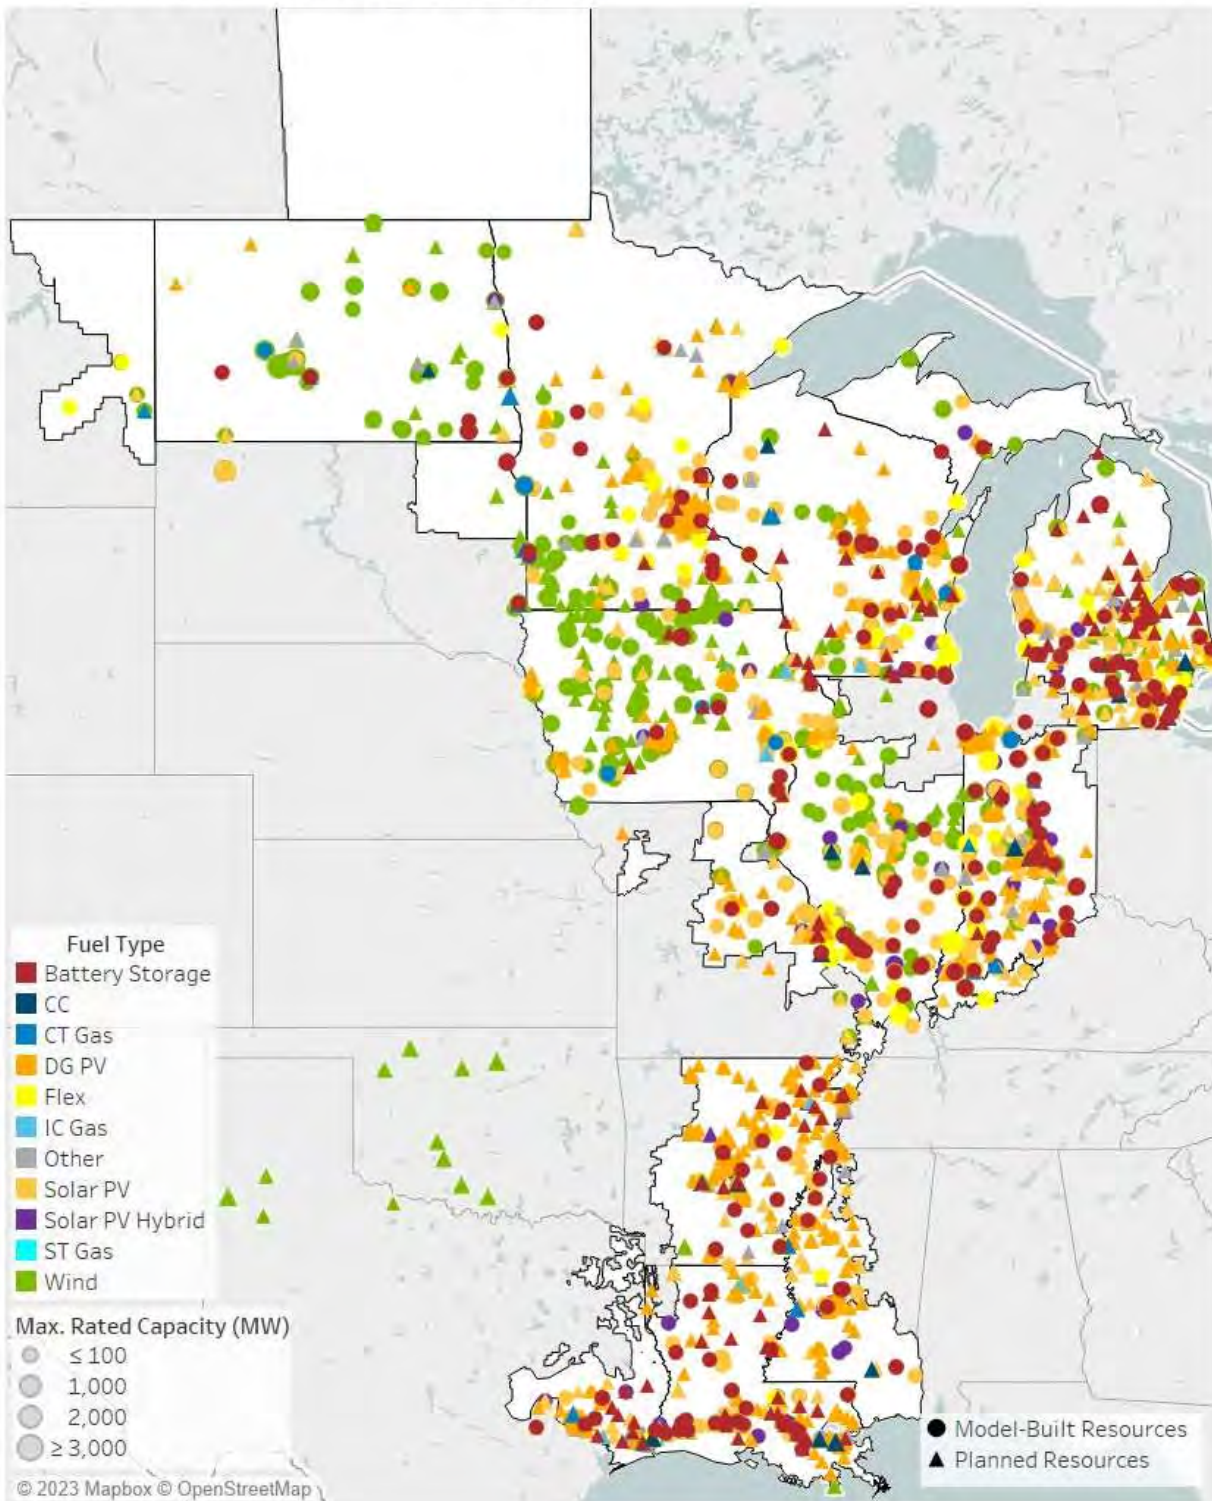 Fuel Type
Battery Storage
CC
CT Gas
DG PV
Flex
IC Gas
Other
Solar PV
Solar PV Hybrid
ST Gas
Wind
Max. Rated Capacity (MW)
≤ 100
1,000
2,000
≥ 3,000
Model-Built Resources
Planned Resources
© 2023 Mapbox © OpenStreetMap